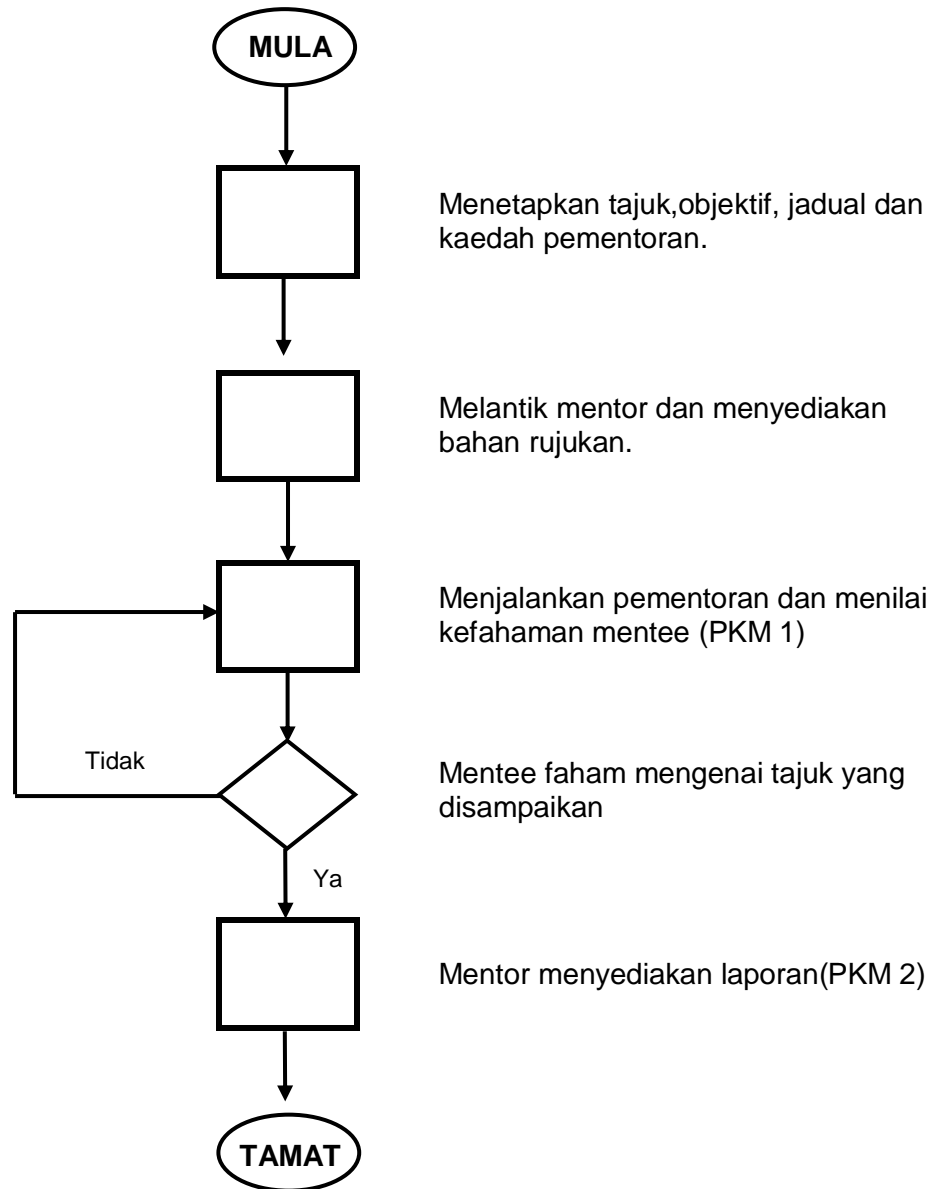 MULA
Menetapkan tajuk,objektif, jadual dan
kaedah pementoran.
Melantik mentor dan menyediakan
bahan rujukan.
Menjalankan pementoran dan menilai
kefahaman mentee (PKM 1)
Tidak
Mentee faham mengenai tajuk yang
disampaikan
Ya
Mentor menyediakan laporan(PKM 2)
TAMAT